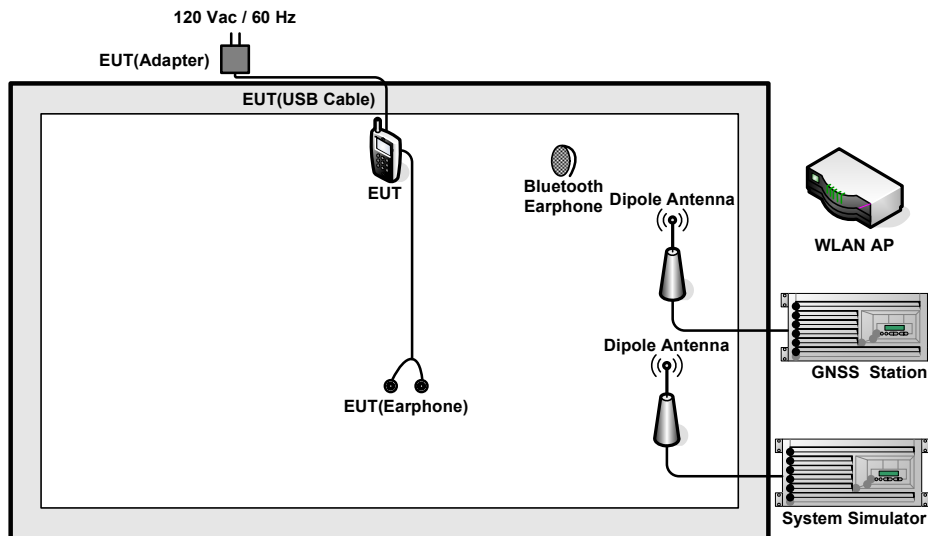 120 Vac / 60 Hz
EUT(Adapter)
EUT(USB Cable)
EUT
Bluetooth
Earphone
Dipole Antenna
WLAN AP
GNSS Station
Dipole Antenna
EUT(Earphone)
System Simulator